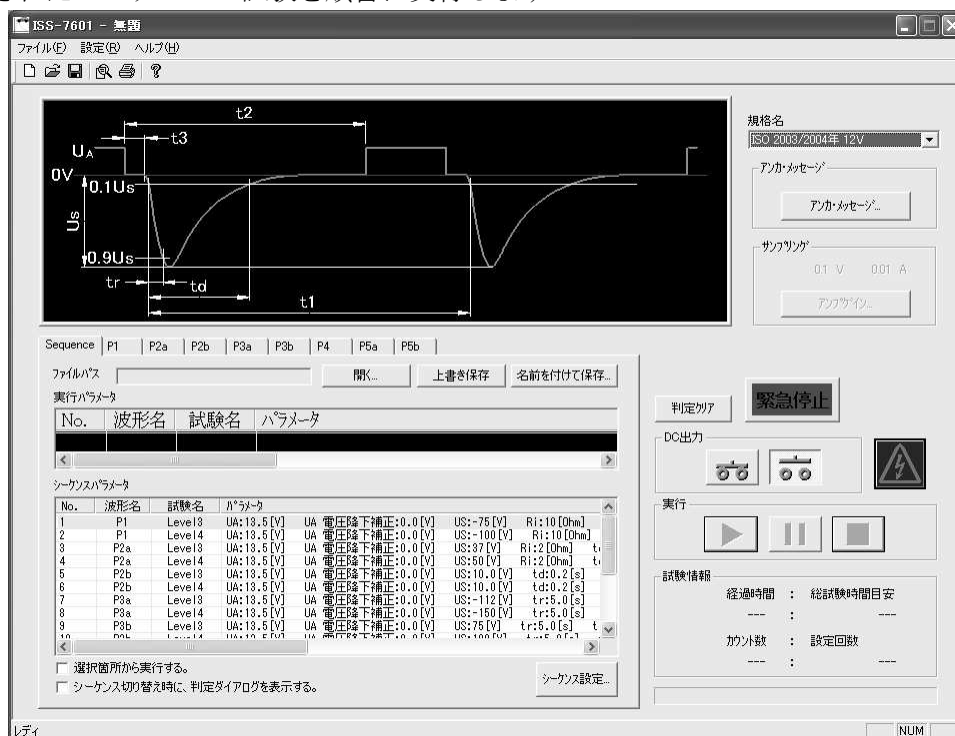 ISS-7601 - 無題
ファイル(F) 設定(R) ヘルプ(H)
t2
t3
UA
0V
0.1Us
Us
0.9Us
tr
td
t1
規格名
ISO 2003/2004年 12V
アンカ・メッセージ
アンカ・メッセージ...
サンプリング
0.1 V 0.01 A
アンプゲイン...
Sequence P1 P2a P2b P3a P3b P4 P5a P5b
ファイルパス 開く... 上書き保存 名前を付けて保存...
実行パラメータ
No. 波形名 試験名 パラメータ
シーケンスパラメータ
No. 波形名 試験名 パラメータ
1 P1 Level3 UA:13.5[V] UA 電圧降下補正:0.0[V] US:-75[V] Ri:10[Ohm]
2 P1 Level4 UA:13.5[V] UA 電圧降下補正:0.0[V] US:-100[V] Ri:10[Ohm]
3 P2a Level3 UA:13.5[V] UA 電圧降下補正:0.0[V] US:37[V] Ri:2[Ohm]
4 P2a Level4 UA:13.5[V] UA 電圧降下補正:0.0[V] US:50[V] Ri:2[Ohm]
5 P2b Level3 UA:13.5[V] UA 電圧降下補正:0.0[V] US:10.0[V] td:0.2[s]
6 P2b Level4 UA:13.5[V] UA 電圧降下補正:0.0[V] US:10.0[V] td:0.2[s]
7 P3a Level3 UA:13.5[V] UA 電圧降下補正:0.0[V] US:-112[V] tr:5.0[s]
8 P3a Level4 UA:13.5[V] UA 電圧降下補正:0.0[V] US:-150[V] tr:5.0[s]
9 P3b Level3 UA:13.5[V] UA 電圧降下補正:0.0[V] US:75[V] tr:5.0[s] t
選択箇所から実行する。
シーケンス切り替え時に、判定ダイアログを表示する。
シーケンス設定...
判定クリア
緊急停止
DC出力
実行
試験情報
経過時間 : 総試験時間目安
--- : ---
カウント数 : 設定回数
--- : ---
レディ
NUM